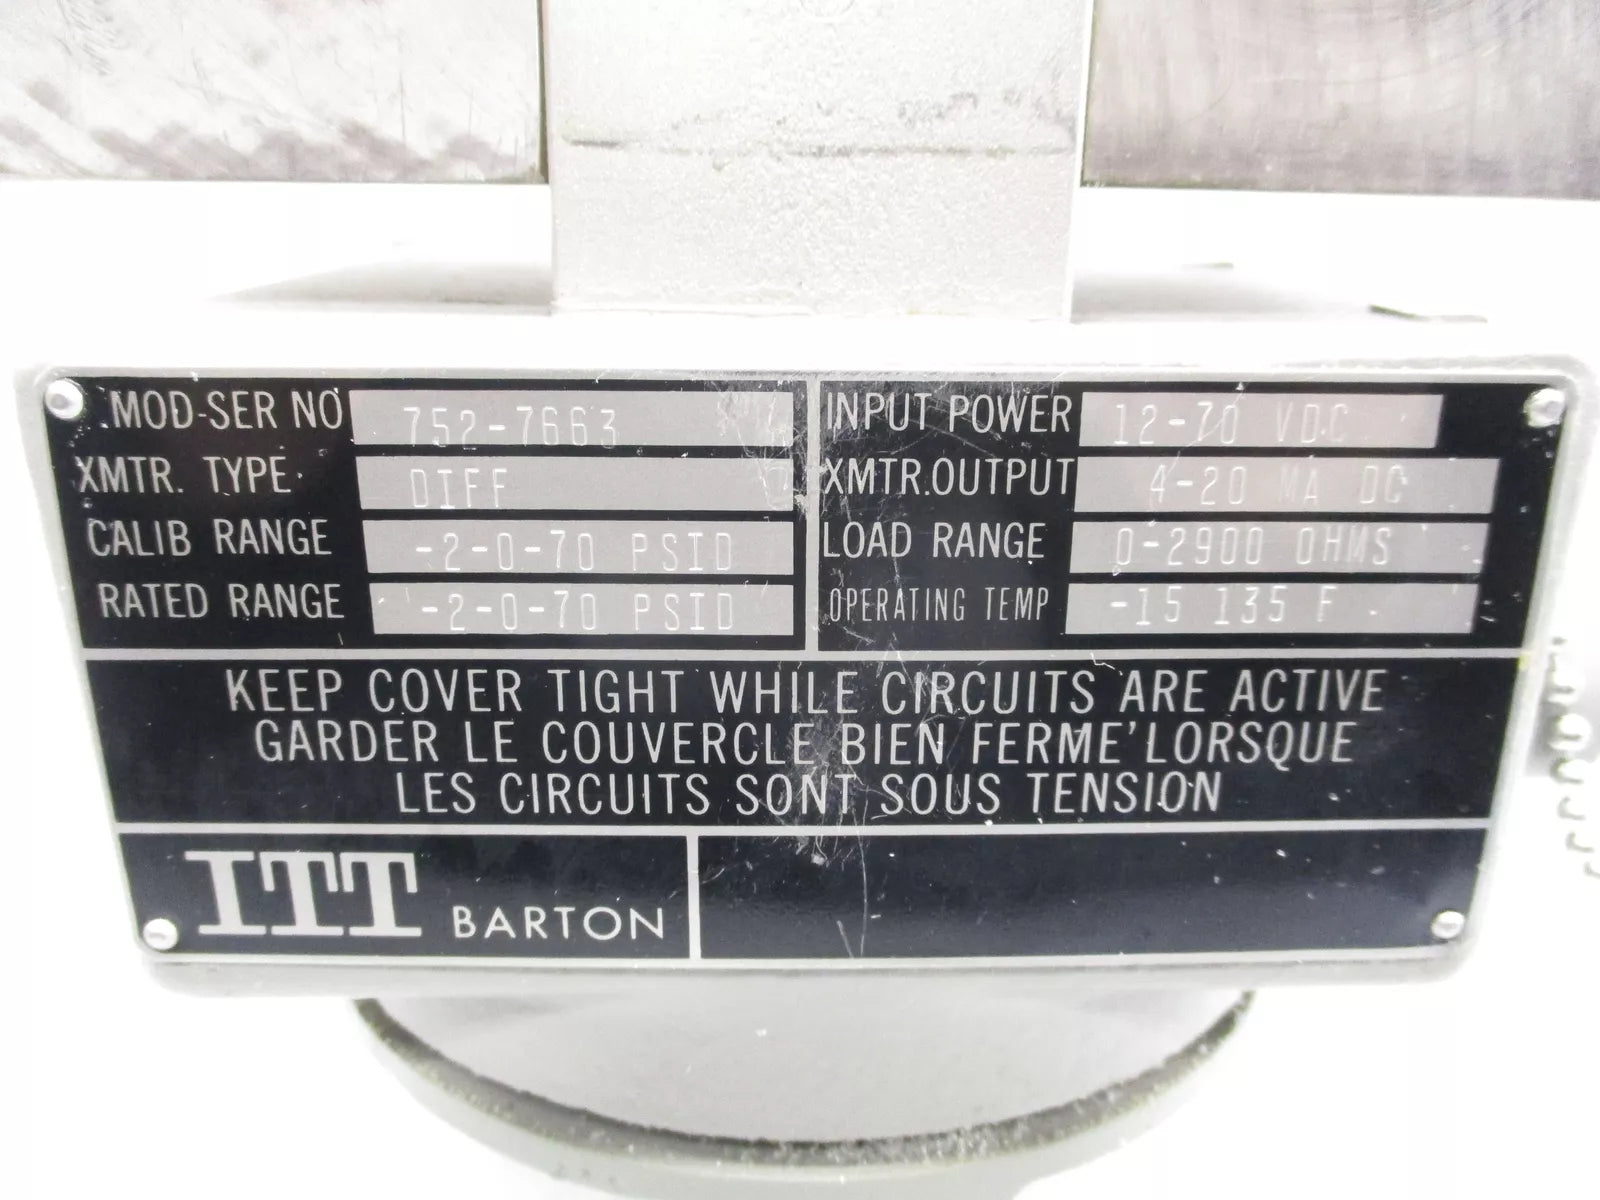 MOD-SER NO 752-7663
XMTR. TYPE DIFF
CALIB RANGE -2-0-70 PSID
RATED RANGE -2-0-70 PSID
INPUT POWER 12-70 VDC
XMTR.OUTPUT 4-20 MA DC
LOAD RANGE 0-2900 OHMS
OPERATING TEMP -15 135 F
KEEP COVER TIGHT WHILE CIRCUITS ARE ACTIVE
GARDER LE COUVERCLE BIEN FERME' LORSQUE
LES CIRCUITS SONT SOUS TENSION
ITT BARTON